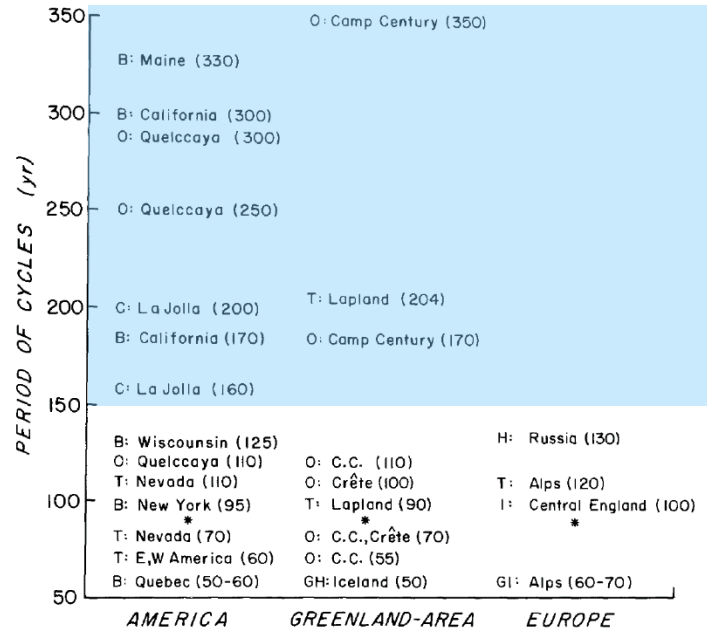 PERIOD OF CYCLES (yr)
350
300
250
200
150
100
50
O: Camp Century (350)
B: Maine (330)
B: California (300)
O: Quelccaya (300)
O: Quelccaya (250)
C: La Jolla (200)
T: Lapland (204)
B: California (170)
O: Camp Century (170)
C: La Jolla (160)
B: Wiscounsin (125)
H: Russia (130)
O: Quelccaya (110)
O: C.C. (110)
T: Nevada (110)
O: Crête (100)
T: Alps (120)
B: New York (95)
T: Lapland (90)
I: Central England (100)
* * *
T: Nevada (70)
O: C.C., Crête (70)
T: E,W America (60)
O: C.C. (55)
B: Quebec (50-60)
GH: Iceland (50)
Gl: Alps (60-70)
AMERICA GREENLAND-AREA EUROPE